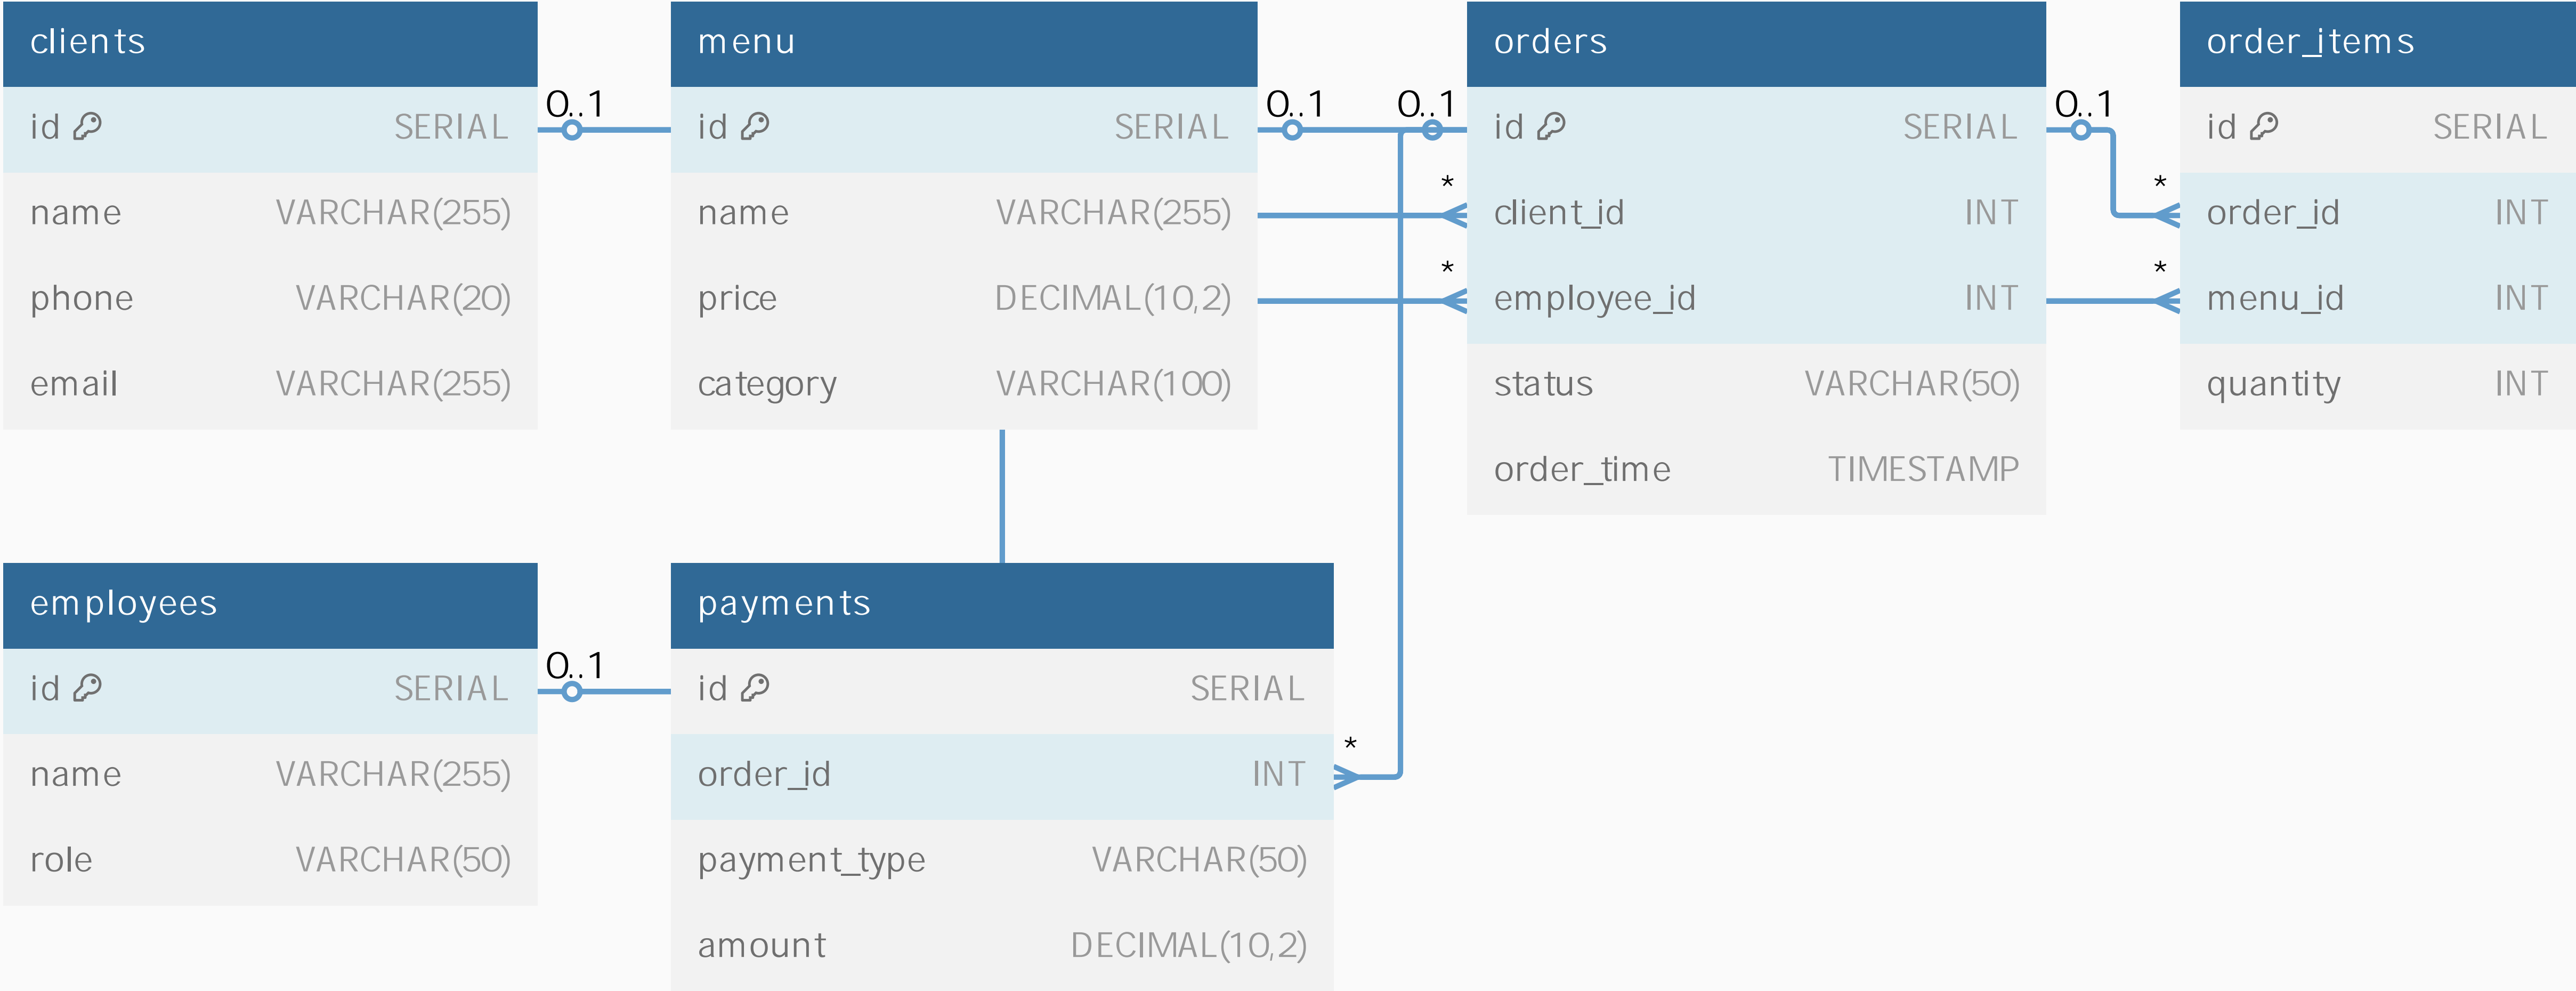 clients
id SERIAL
name VARCHAR(255)
phone VARCHAR(20)
email VARCHAR(255)
0..1
menu
id SERIAL
name VARCHAR(255)
price DECIMAL(10,2)
category VARCHAR(100)
0..1
0..1
*
*
orders
id SERIAL
client_id INT
employee_id INT
status VARCHAR(50)
order_time TIMESTAMP
0..1
*
*
order_items
id SERIAL
order_id INT
menu_id INT
quantity INT
employees
id SERIAL
name VARCHAR(255)
role VARCHAR(50)
0..1
payments
id SERIAL
order_id INT
payment_type VARCHAR(50)
amount DECIMAL(10,2)
*